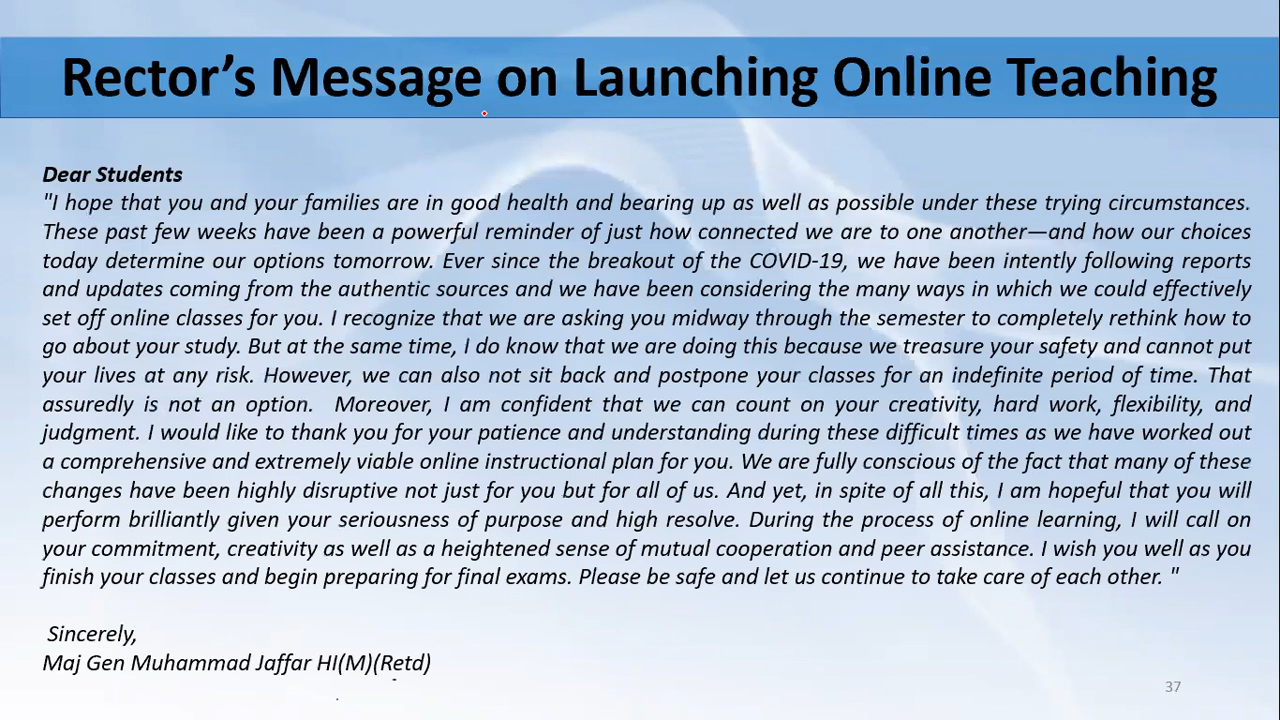 Rector's Message on Launching Online Teaching
Dear Students
"I hope that you and your families are in good health and bearing up as well as possible under these trying circumstances.
These past few weeks have been a powerful reminder of just how connected we are to one another—and how our choices
today determine our options tomorrow. Ever since the breakout of the COVID-19, we have been intently following reports
and updates coming from the authentic sources and we have been considering the many ways in which we could effectively
set off online classes for you. I recognize that we are asking you midway through the semester to completely rethink how to
go about your study. But at the same time, I do know that we are doing this because we treasure your safety and cannot put
your lives at any risk. However, we can also not sit back and postpone your classes for an indefinite period of time. That
assuredly is not an option.  Moreover, I am confident that we can count on your creativity, hard work, flexibility, and
judgment. I would like to thank you for your patience and understanding during these difficult times as we have worked out
a comprehensive and extremely viable online instructional plan for you. We are fully conscious of the fact that many of these
changes have been highly disruptive not just for you but for all of us. And yet, in spite of all this, I am hopeful that you will
perform brilliantly given your seriousness of purpose and high resolve. During the process of online learning, I will call on
your commitment, creativity as well as a heightened sense of mutual cooperation and peer assistance. I wish you well as you
finish your classes and begin preparing for final exams. Please be safe and let us continue to take care of each other. "
Sincerely,
Maj Gen Muhammad Jaffar HI(M)(Retd)
37